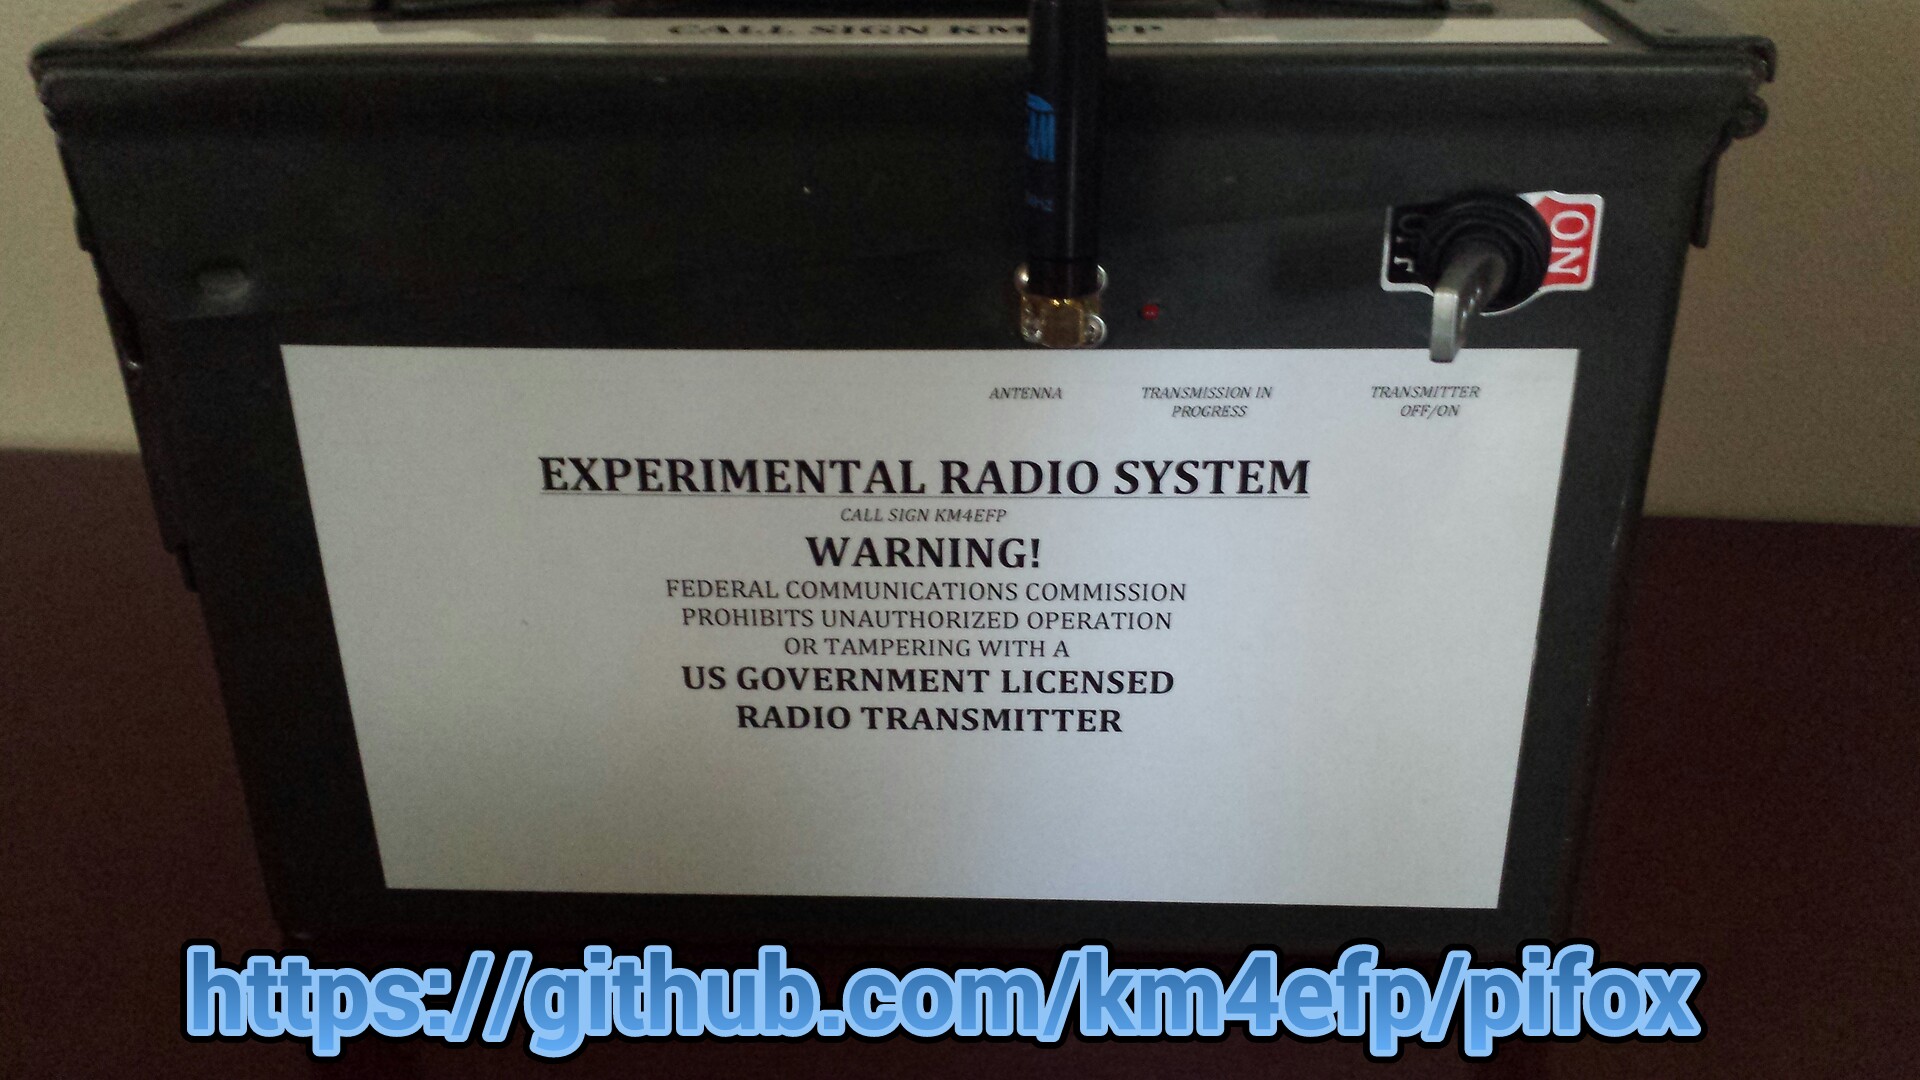 CALL SIGN KM4EFP
OFF
ON
ANTENNA
TRANSMISSION IN
PROGRESS
TRANSMITTER
OFF/ON
EXPERIMENTAL RADIO SYSTEM
CALL SIGN KM4EFP
WARNING!
FEDERAL COMMUNICATIONS COMMISSION
PROHIBITS UNAUTHORIZED OPERATION
OR TAMPERING WITH A
US GOVERNMENT LICENSED
RADIO TRANSMITTER
https://github.com/km4efp/pifox